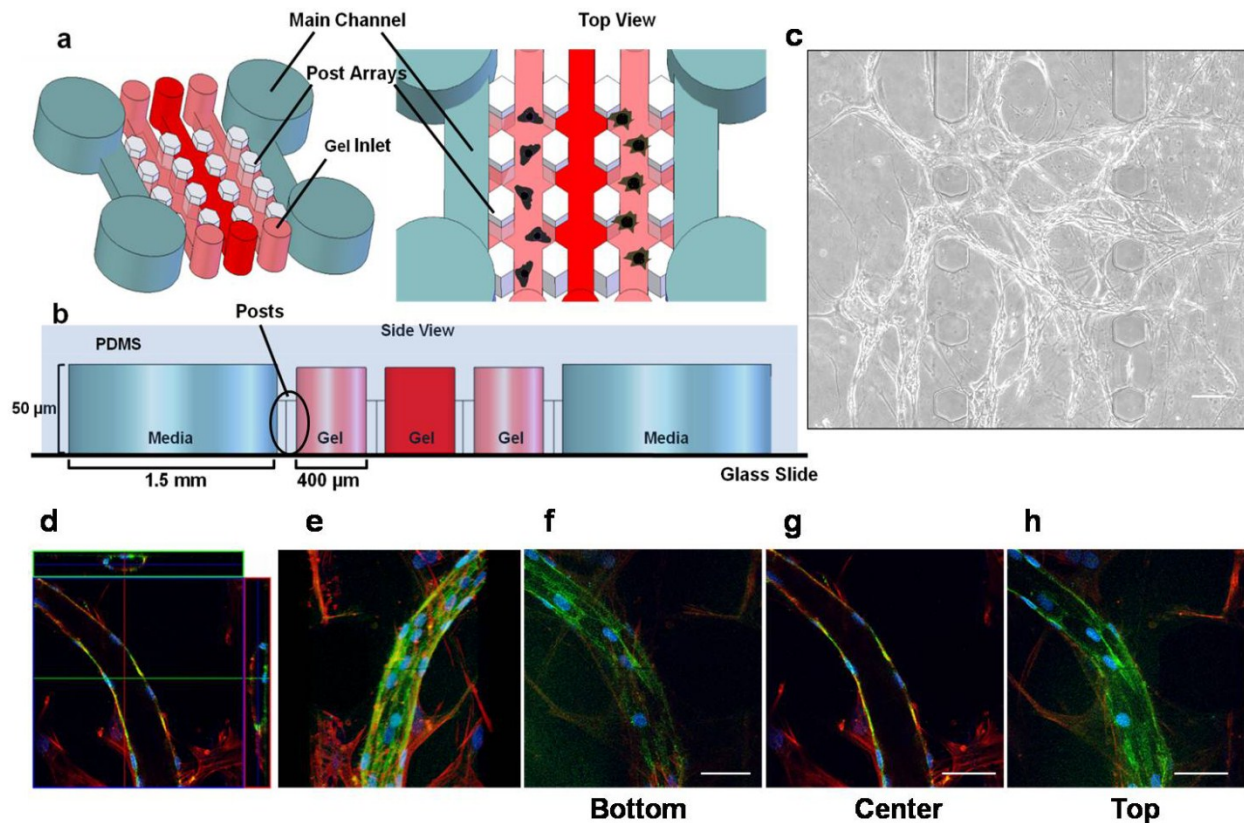 a
Main Channel
Post Arrays
Gel Inlet
Top View
c
b
Posts
Side View
PDMS
50 µm
Media
Gel
Gel
Gel
Media
1.5 mm
400 µm
Glass Slide
d
e
f
g
h
Bottom
Center
Top